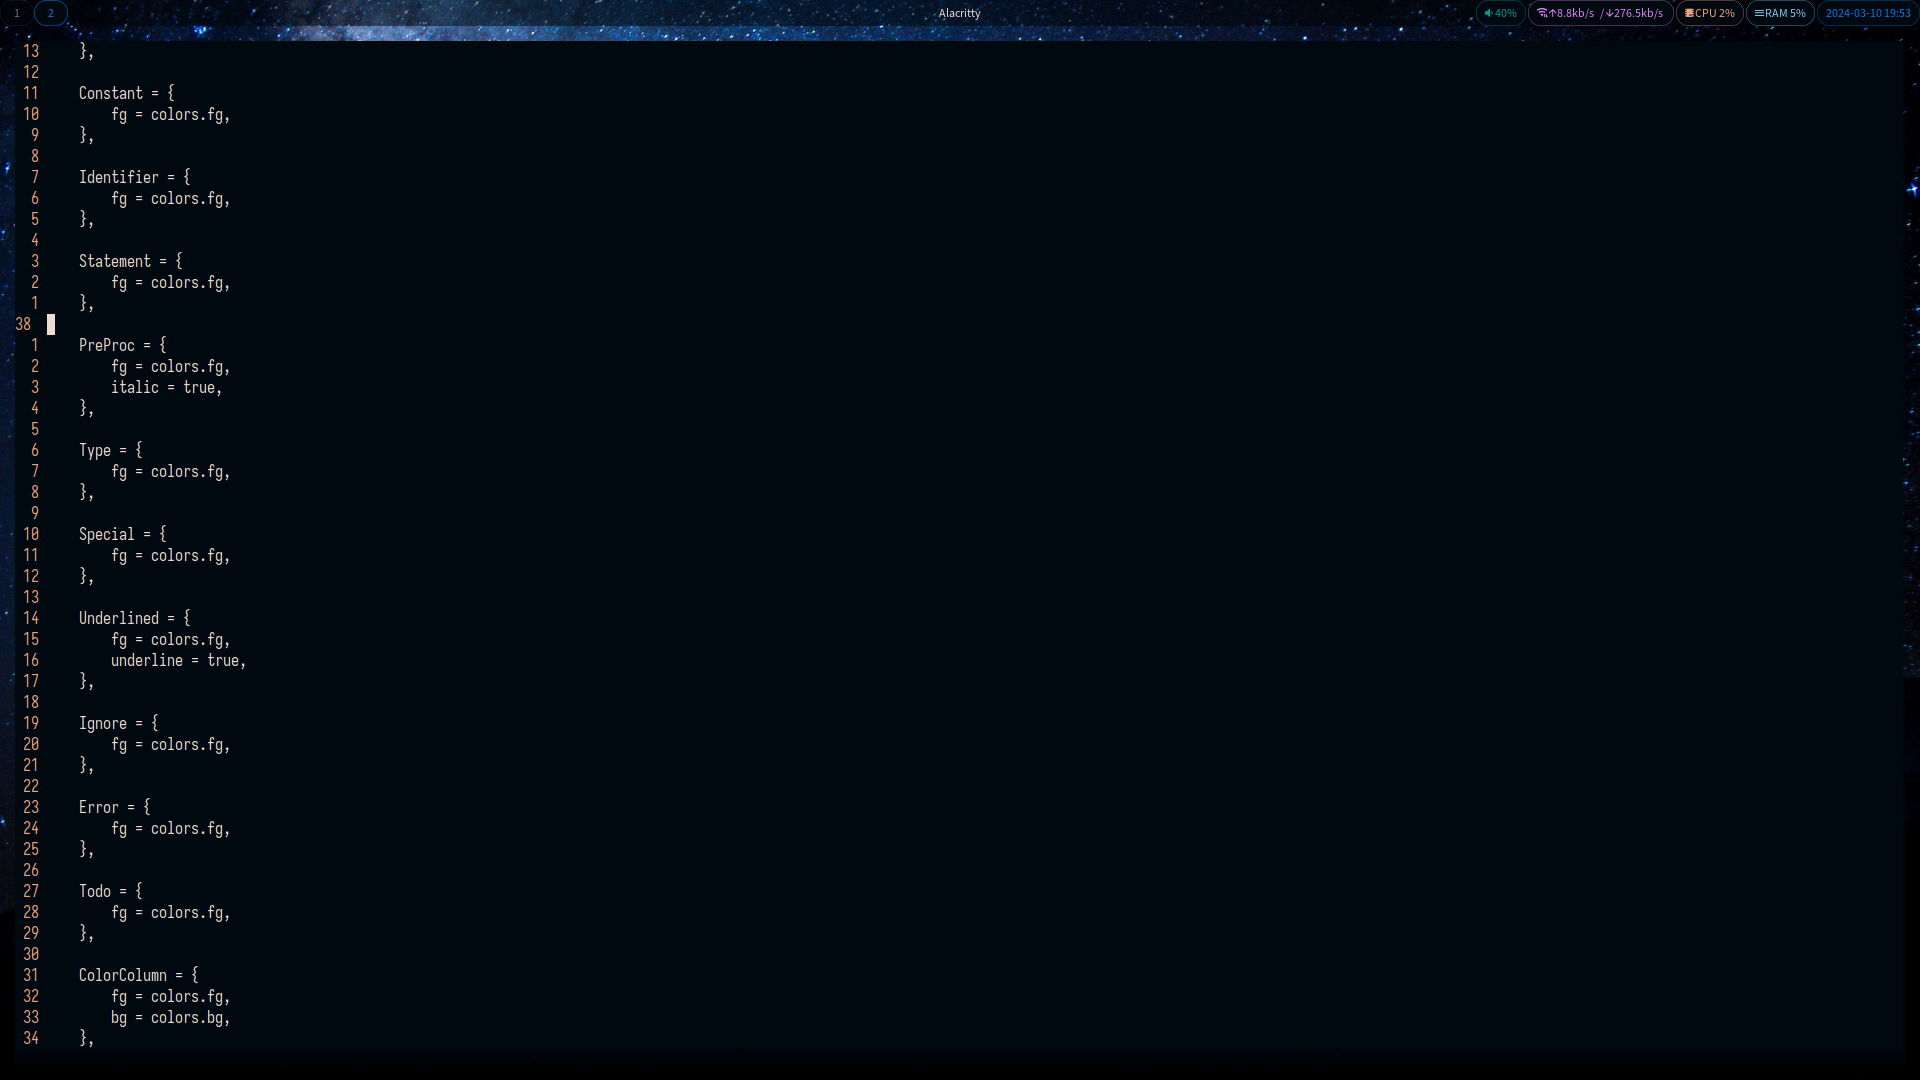 1 2 Alacritty 40% ↑8.8kb/s /↓276.5kb/s CPU 2% RAM 5% 2024-03-10 19:53
13 },
12
11 Constant = {
10 fg = colors.fg,
9 },
8
7 Identifier = {
6 fg = colors.fg,
5 },
4
3 Statement = {
2 fg = colors.fg,
1 },
38
1 PreProc = {
2 fg = colors.fg,
3 italic = true,
4 },
5
6 Type = {
7 fg = colors.fg,
8 },
9
10 Special = {
11 fg = colors.fg,
12 },
13
14 Underlined = {
15 fg = colors.fg,
16 underline = true,
17 },
18
19 Ignore = {
20 fg = colors.fg,
21 },
22
23 Error = {
24 fg = colors.fg,
25 },
26
27 Todo = {
28 fg = colors.fg,
29 },
30
31 ColorColumn = {
32 fg = colors.fg,
33 bg = colors.bg,
34 },